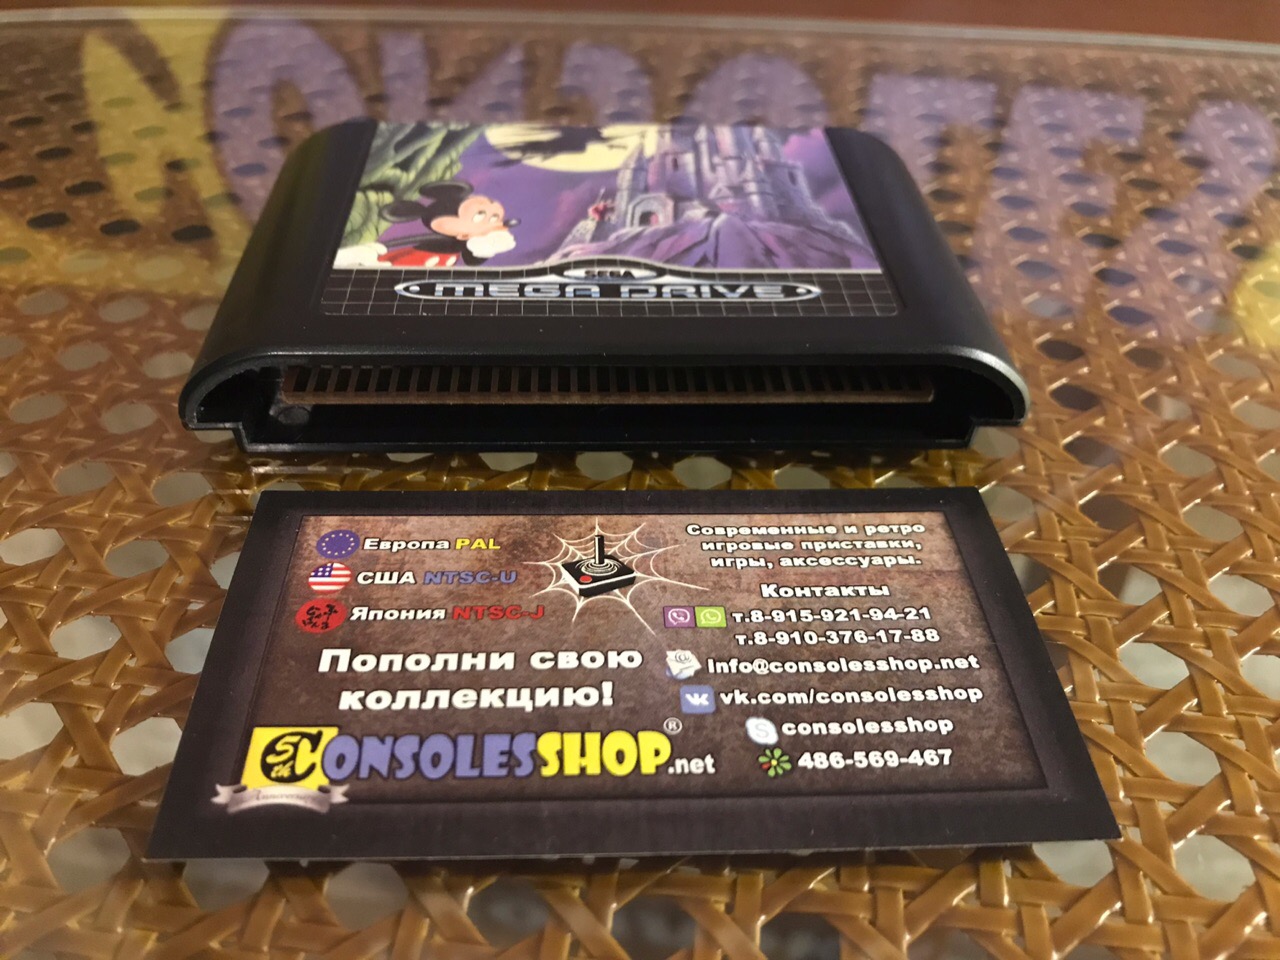 SEGA
MEGA DRIVE
Европа PAL
США NTSC-U
Япония NTSC-J
Пополни свою
коллекцию!
5th
CONSOLESSHOP®.net
Современные и ретро
игровые приставки,
игры, аксессуары.
Контакты
т.8-915-921-94-21
т.8-910-376-17-88
info@consolesshop.net
vk.com/consolesshop
consolesshop
486-569-467